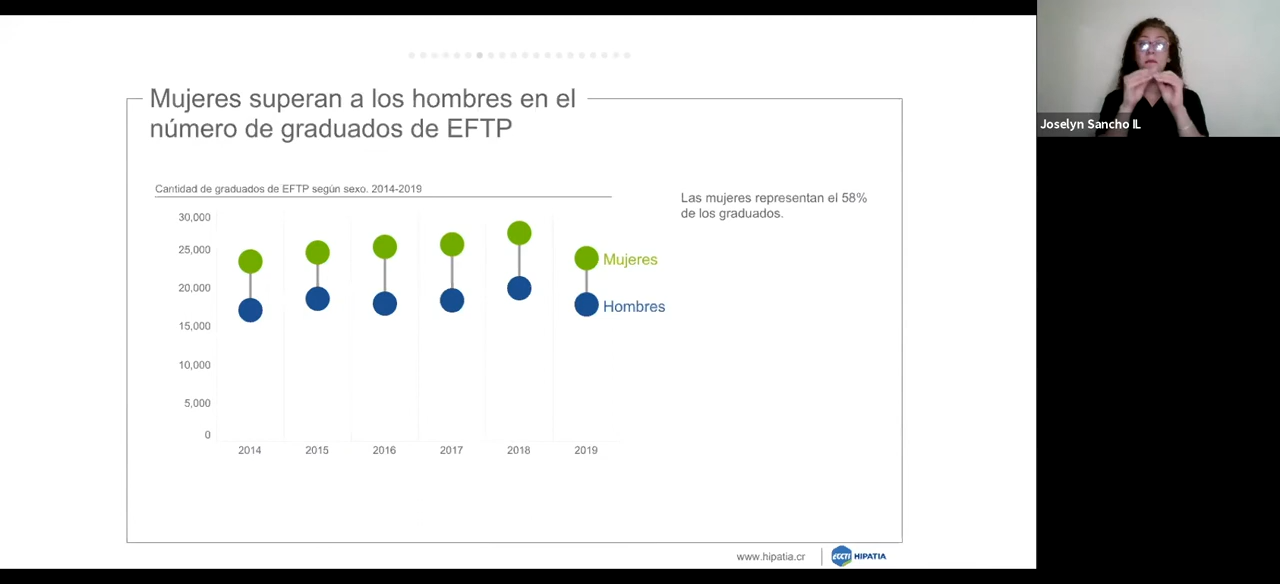 Mujeres superan a los hombres en el
número de graduados de EFTP
Cantidad de graduados de EFTP según sexo. 2014-2019
30,000
25,000
20,000
15,000
10,000
5,000
0
2014 2015 2016 2017 2018 2019
Mujeres
Hombres
Las mujeres representan el 58%
de los graduados.
www.hipatia.cr
CCTI HIPATIA
Joselyn Sancho IL